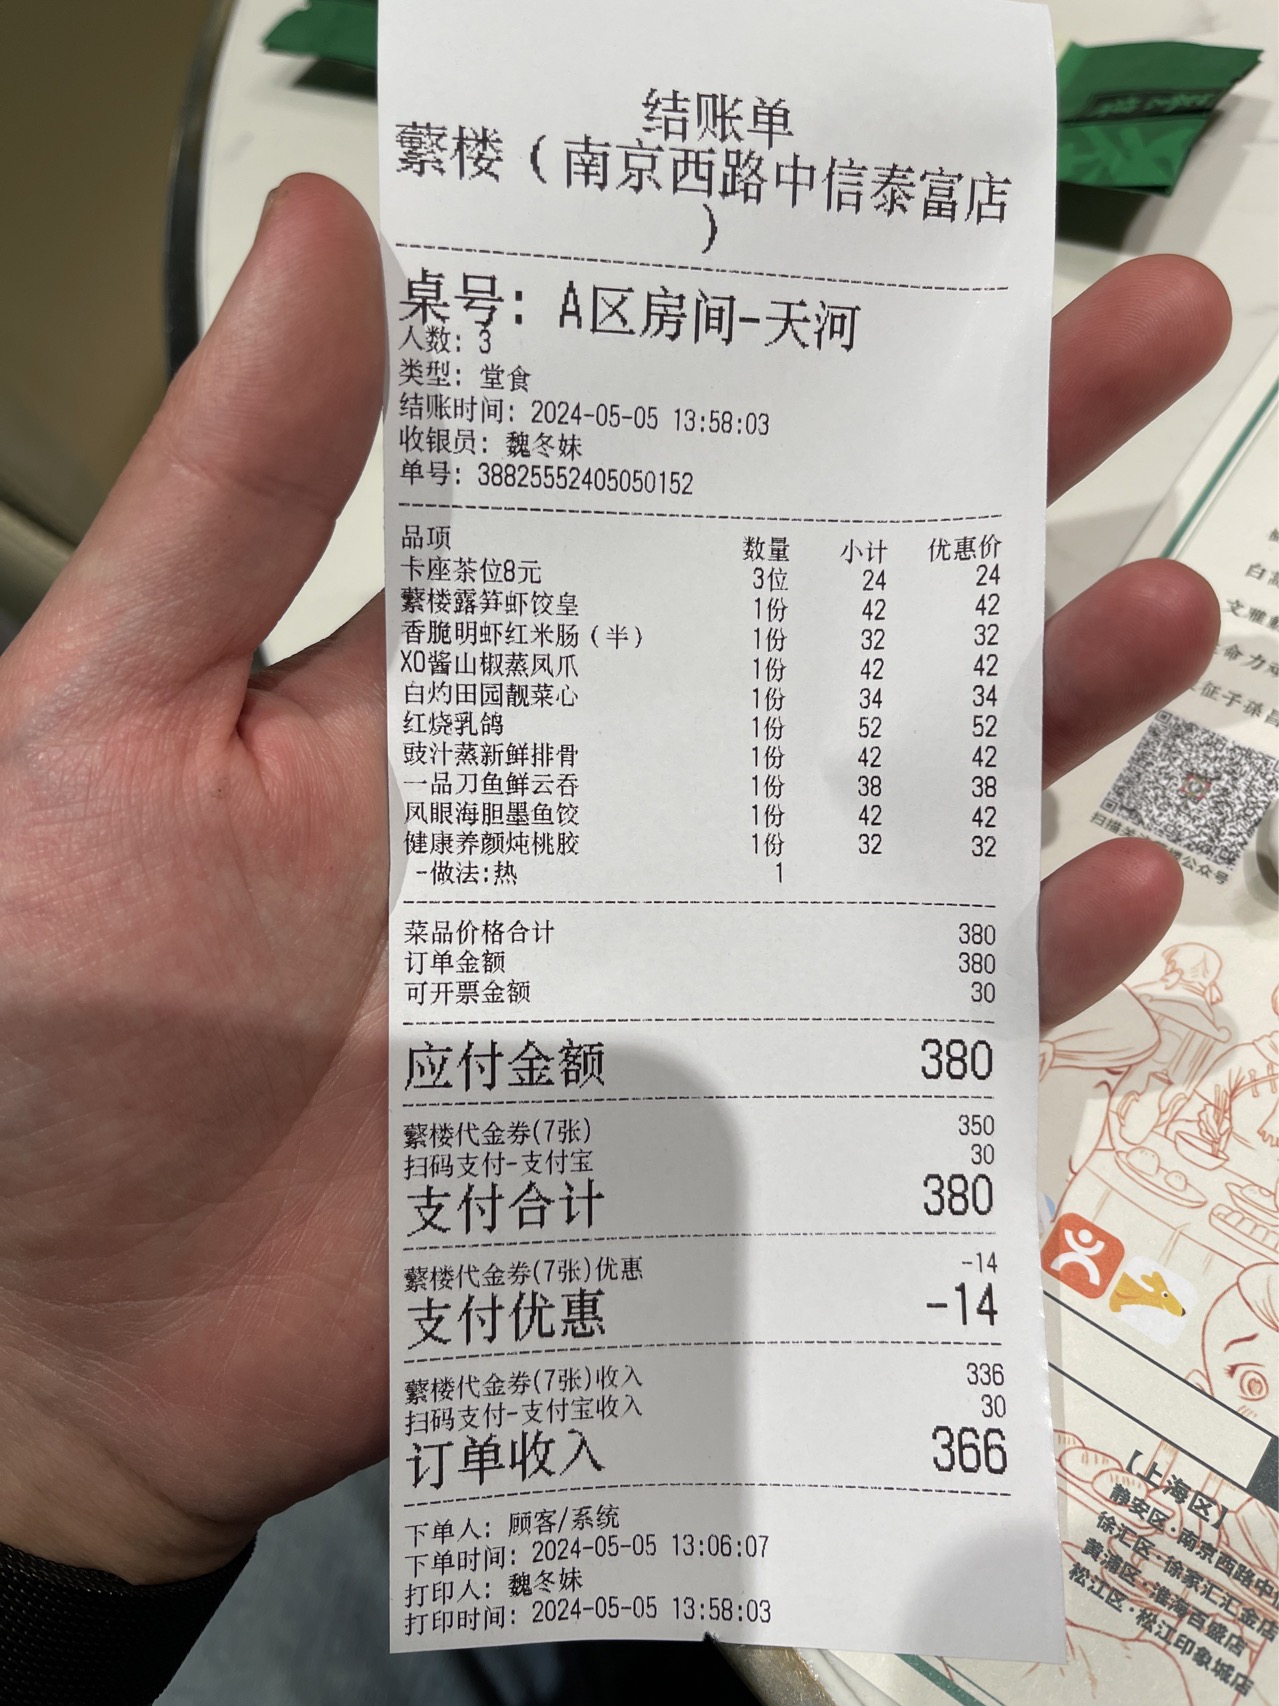 结账单
蘩楼（南京西路中信泰富店
）
桌号: A区房间-天河
人数: 3
类型: 堂食
结账时间: 2024-05-05 13:58:03
收银员: 魏冬妹
单号: 38825552405050152
品项 数量 小计 优惠价
卡座茶位8元 3位 24 24
蘩楼露笋虾饺皇 1份 42 42
香脆明虾红米肠（半） 1份 32 32
XO酱山椒蒸凤爪 1份 42 42
白灼田园靓菜心 1份 34 34
红烧乳鸽 1份 52 52
豉汁蒸新鲜排骨 1份 42 42
一品刀鱼鲜云吞 1份 38 38
凤眼海胆墨鱼饺 1份 42 42
健康养颜炖桃胶 1份 32 32
-做法:热 1
菜品价格合计 380
订单金额 380
可开票金额 30
应付金额 380
蘩楼代金券(7张) 350
扫码支付-支付宝 30
支付合计 380
蘩楼代金券(7张)优惠 -14
支付优惠 -14
蘩楼代金券(7张)收入 336
扫码支付-支付宝收入 30
订单收入 366
下单人: 顾客/系统
下单时间: 2024-05-05 13:06:07
打印人: 魏冬妹
打印时间: 2024-05-05 13:58:03
公众号
【上海区】
静安区·南京西路中
徐汇区·徐家汇汇金店
黄浦区·淮海百盛店
松江区·松江印象城店